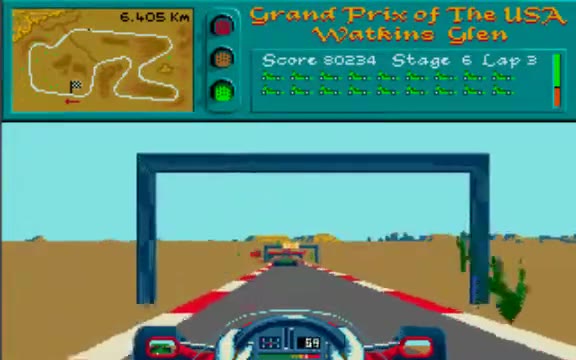 6.405 Km
Grand Prix of The USA
Watkins Glen
Score 80234 Stage 6 Lap 3
59